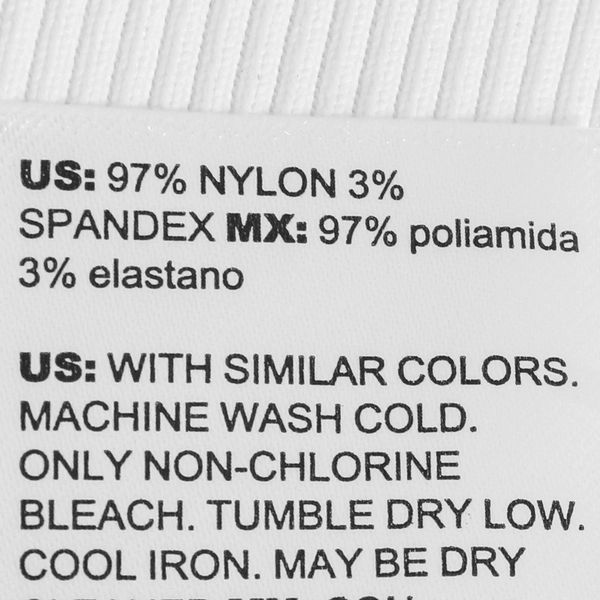 US: 97% NYLON 3%
SPANDEX MX: 97% poliamida
3% elastano
US: WITH SIMILAR COLORS.
MACHINE WASH COLD.
ONLY NON-CHLORINE
BLEACH. TUMBLE DRY LOW.
COOL IRON. MAY BE DRY